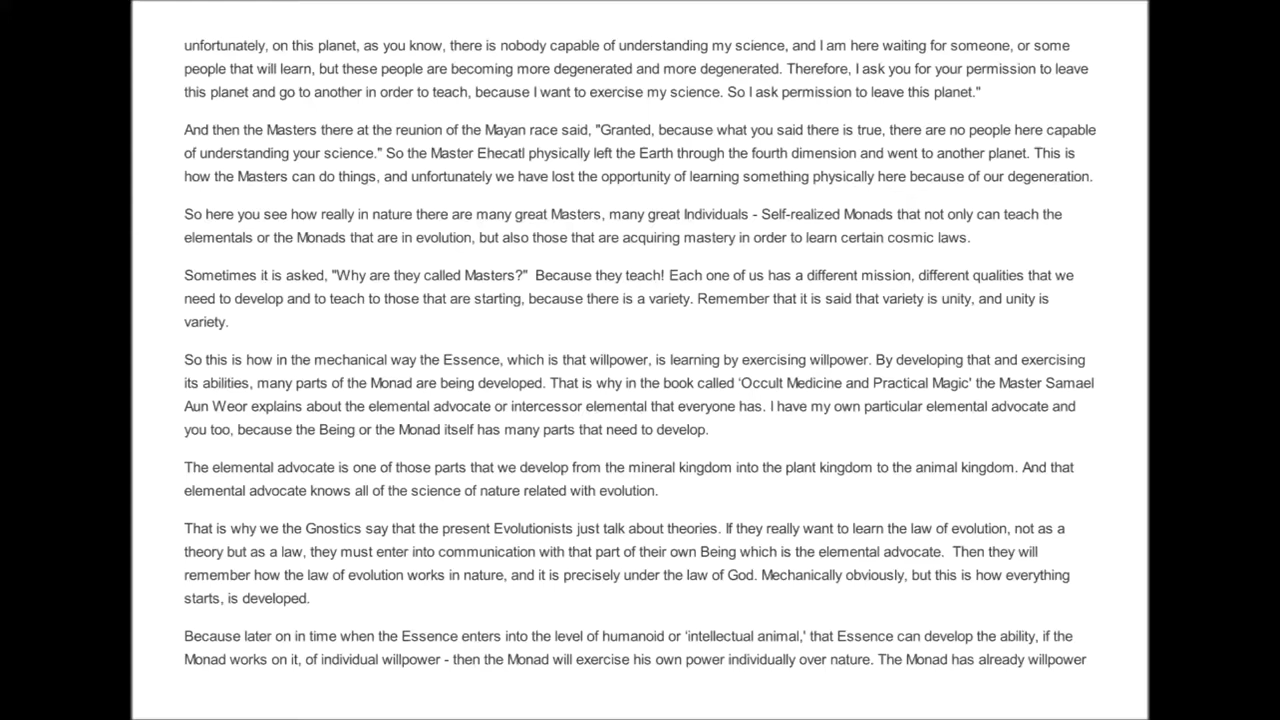 unfortunately, on this planet, as you know, there is nobody capable of understanding my science, and I am here waiting for someone, or some
people that will learn, but these people are becoming more degenerated and more degenerated. Therefore, I ask you for your permission to leave
this planet and go to another in order to teach, because I want to exercise my science. So I ask permission to leave this planet."
And then the Masters there at the reunion of the Mayan race said, "Granted, because what you said there is true, there are no people here capable
of understanding your science." So the Master Ehecatl physically left the Earth through the fourth dimension and went to another planet. This is
how the Masters can do things, and unfortunately we have lost the opportunity of learning something physically here because of our degeneration.
So here you see how really in nature there are many great Masters, many great Individuals - Self-realized Monads that not only can teach the
elementals or the Monads that are in evolution, but also those that are acquiring mastery in order to learn certain cosmic laws.
Sometimes it is asked, "Why are they called Masters?"  Because they teach! Each one of us has a different mission, different qualities that we
need to develop and to teach to those that are starting, because there is a variety. Remember that it is said that variety is unity, and unity is
variety.
So this is how in the mechanical way the Essence, which is that willpower, is learning by exercising willpower. By developing that and exercising
its abilities, many parts of the Monad are being developed. That is why in the book called ‘Occult Medicine and Practical Magic' the Master Samael
Aun Weor explains about the elemental advocate or intercessor elemental that everyone has. I have my own particular elemental advocate and
you too, because the Being or the Monad itself has many parts that need to develop.
The elemental advocate is one of those parts that we develop from the mineral kingdom into the plant kingdom to the animal kingdom. And that
elemental advocate knows all of the science of nature related with evolution.
That is why we the Gnostics say that the present Evolutionists just talk about theories. If they really want to learn the law of evolution, not as a
theory but as a law, they must enter into communication with that part of their own Being which is the elemental advocate.  Then they will
remember how the law of evolution works in nature, and it is precisely under the law of God. Mechanically obviously, but this is how everything
starts, is developed.
Because later on in time when the Essence enters into the level of humanoid or ‘intellectual animal,' that Essence can develop the ability, if the
Monad works on it, of individual willpower - then the Monad will exercise his own power individually over nature. The Monad has already willpower